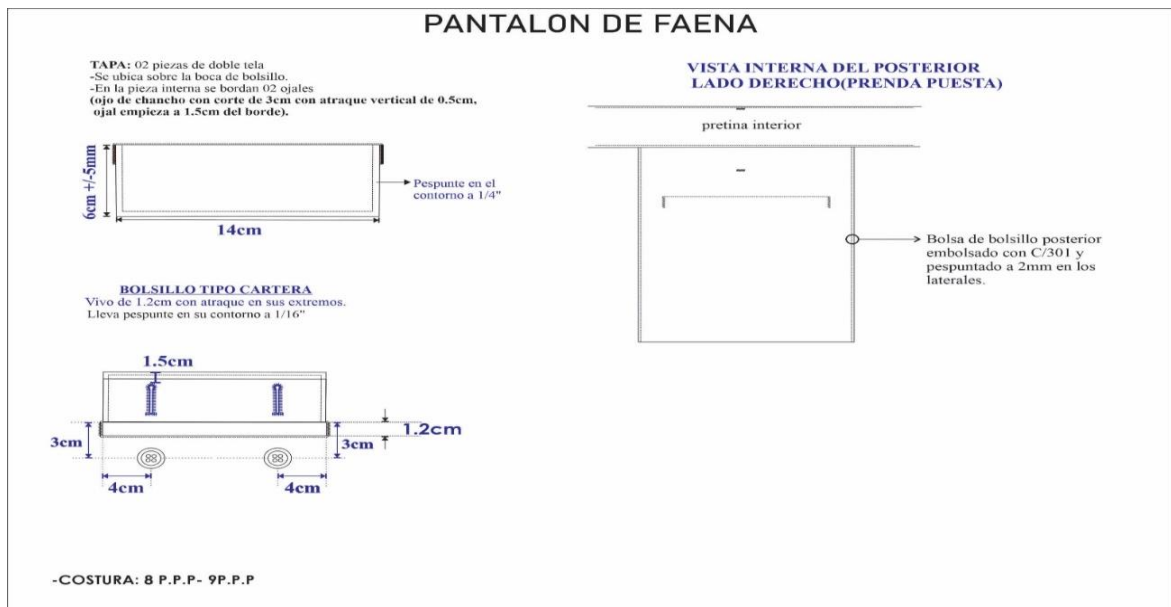 PANTALON DE FAENA
TAPA: 02 piezas de doble tela
-Se ubica sobre la boca de bolsillo.
-En la pieza interna se bordan 02 ojales
(ojo de chancho con corte de 3cm con atraque vertical de 0.5cm,
ojal empieza a 1.5cm del borde).
6cm +/-5mm
Pespunte en el
contorno a 1/4"
14cm
BOLSILLO TIPO CARTERA
Vivo de 1.2cm con atraque en sus extremos.
Lleva pespunte en su contorno a 1/16"
1.5cm
3cm
3cm
1.2cm
4cm
4cm
VISTA INTERNA DEL POSTERIOR
LADO DERECHO(PRENDA PUESTA)
pretina interior
Bolsa de bolsillo posterior
embolsado con C/301 y
pespuntado a 2mm en los
laterales.
-COSTURA: 8 P.P.P- 9P.P.P